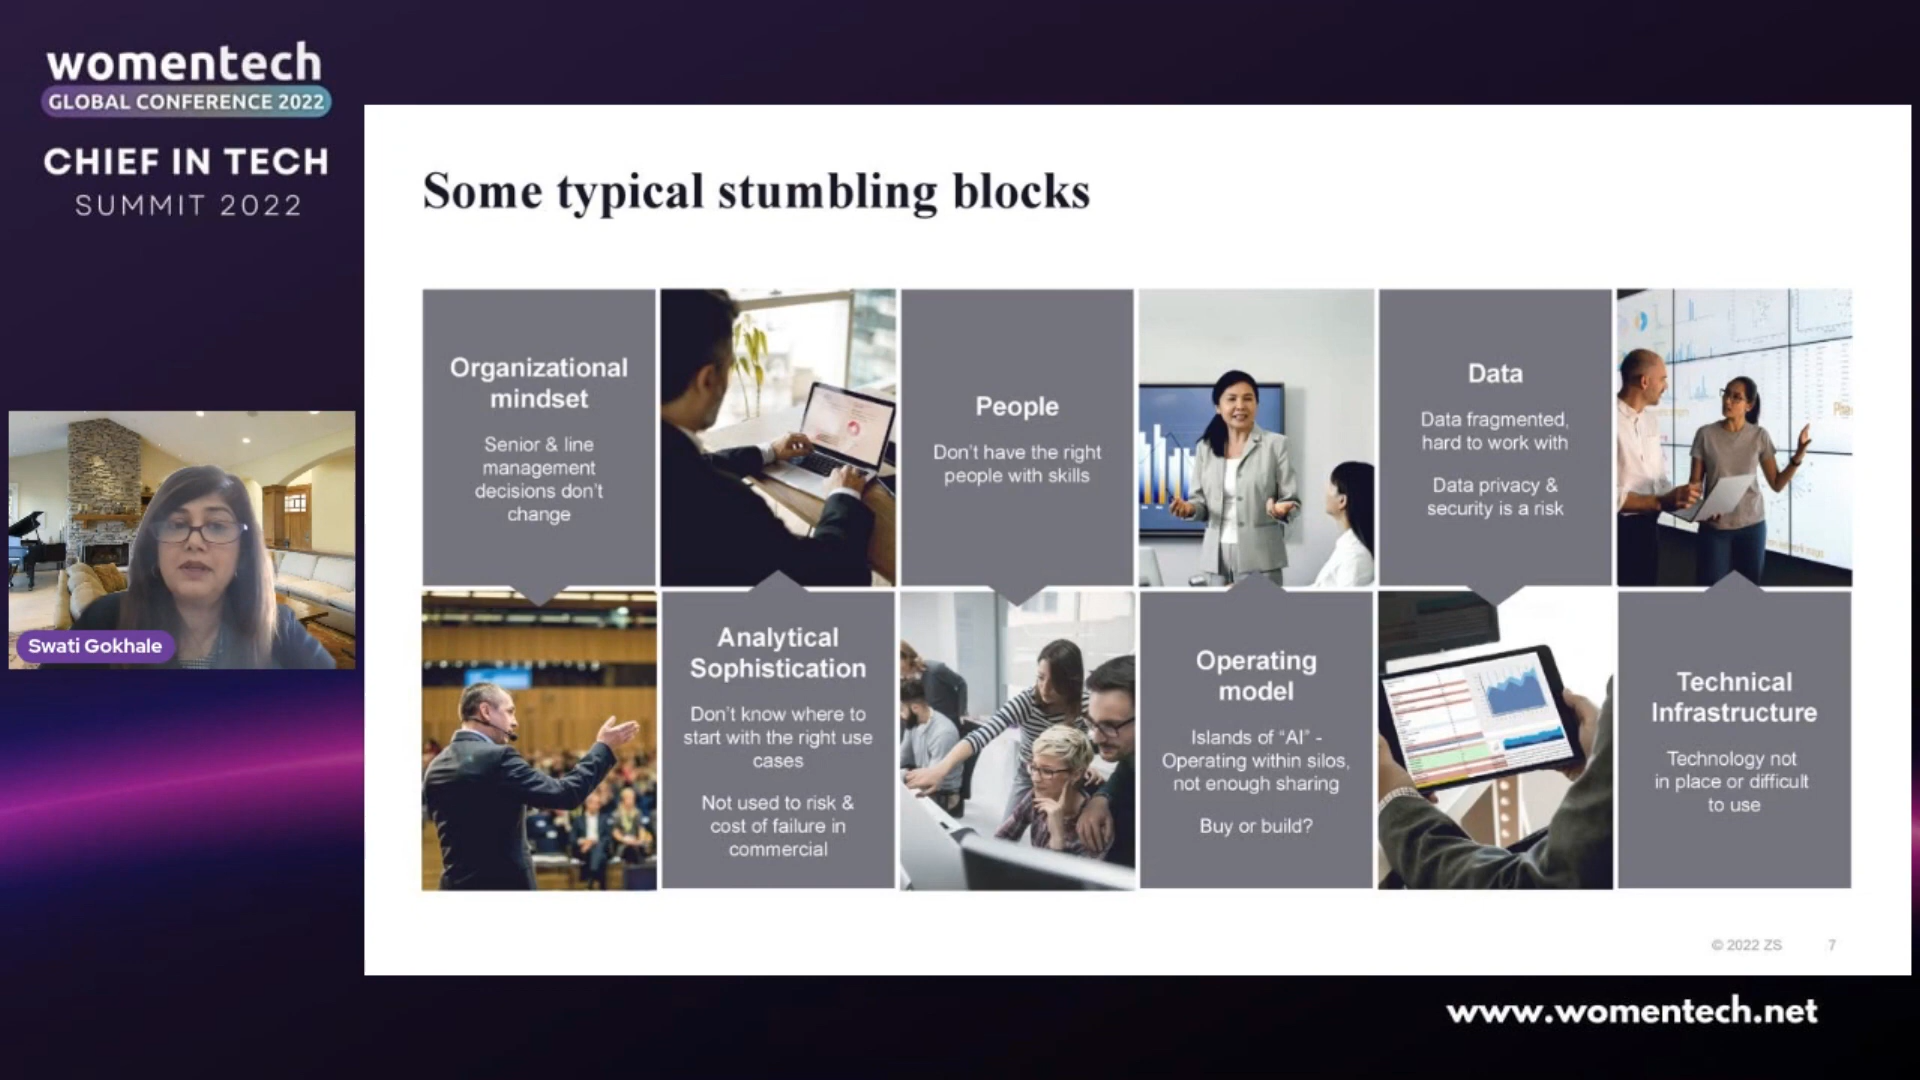 womentech
GLOBAL CONFERENCE 2022
CHIEF IN TECH
SUMMIT 2022
Swati Gokhale
Some typical stumbling blocks
Organizational
mindset
Senior & line
management
decisions don't
change
People
Don't have the right
people with skills
Data
Data fragmented,
hard to work with
Data privacy &
security is a risk
Analytical
Sophistication
Don't know where to
start with the right use
cases
Not used to risk &
cost of failure in
commercial
Operating
model
Islands of “AI” -
Operating within silos,
not enough sharing
Buy or build?
Technical
Infrastructure
Technology not
in place or difficult
to use
© 2022 ZS 7
www.womentech.net